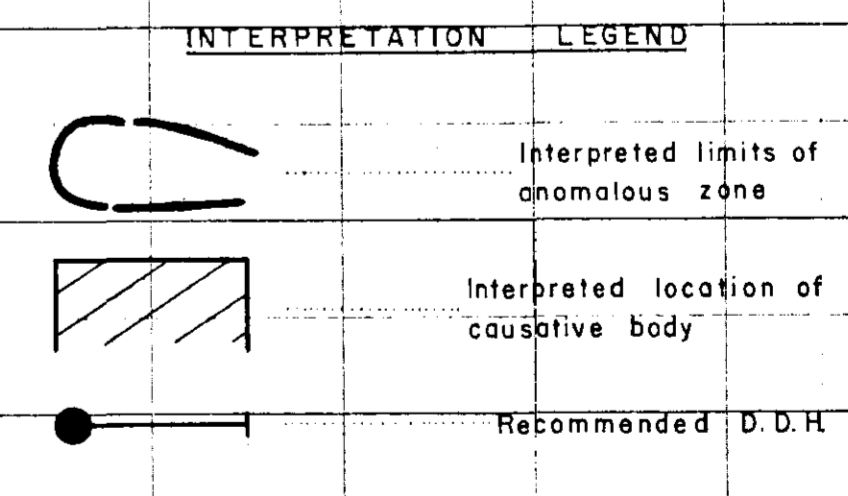 INTERPRETATION LEGEND
Interpreted limits of
anomalous zone
Interpreted location of
causative body
Recommended D.D.H.